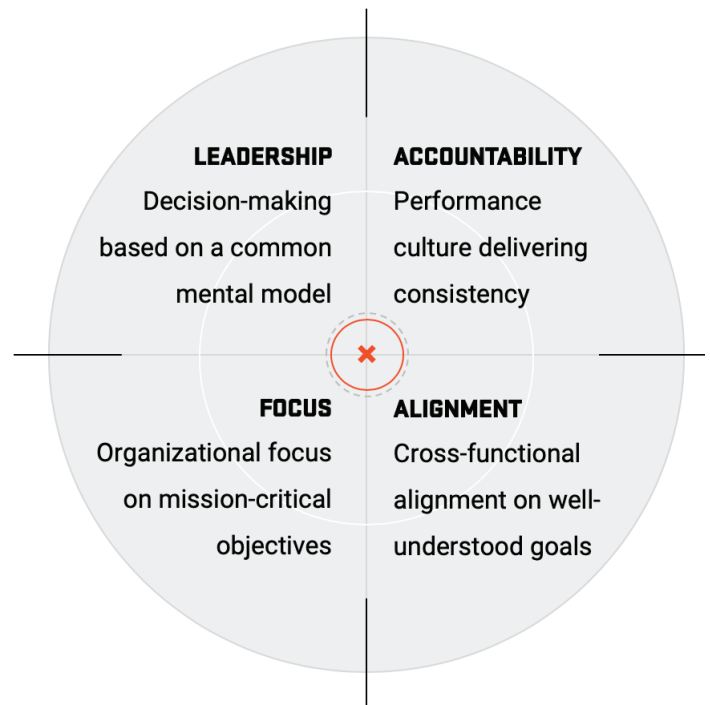 LEADERSHIP
Decision-making
based on a common
mental model
ACCOUNTABILITY
Performance
culture delivering
consistency
FOCUS
Organizational focus
on mission-critical
objectives
ALIGNMENT
Cross-functional
alignment on well-
understood goals